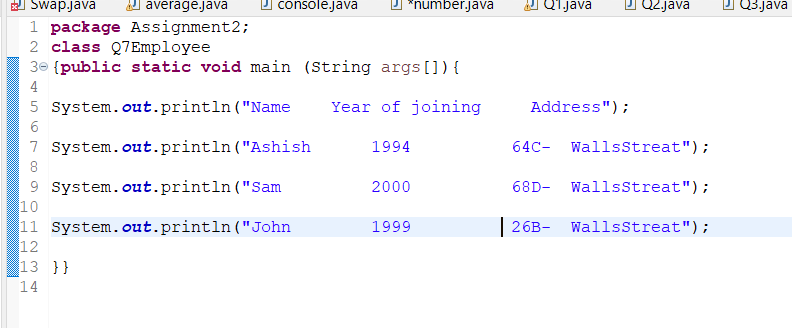 Swap.java average.java console.java *number.java Q1.java Q2.java Q3.java
1 package Assignment2;
2 class Q7Employee
3 {public static void main (String args[]){
4
5 System.out.println("Name    Year of joining     Address");
6
7 System.out.println("Ashish      1994          64C-  WallsStreat");
8
9 System.out.println("Sam         2000          68D-  WallsStreat");
10
11 System.out.println("John        1999          26B-  WallsStreat");
12
13 }}
14